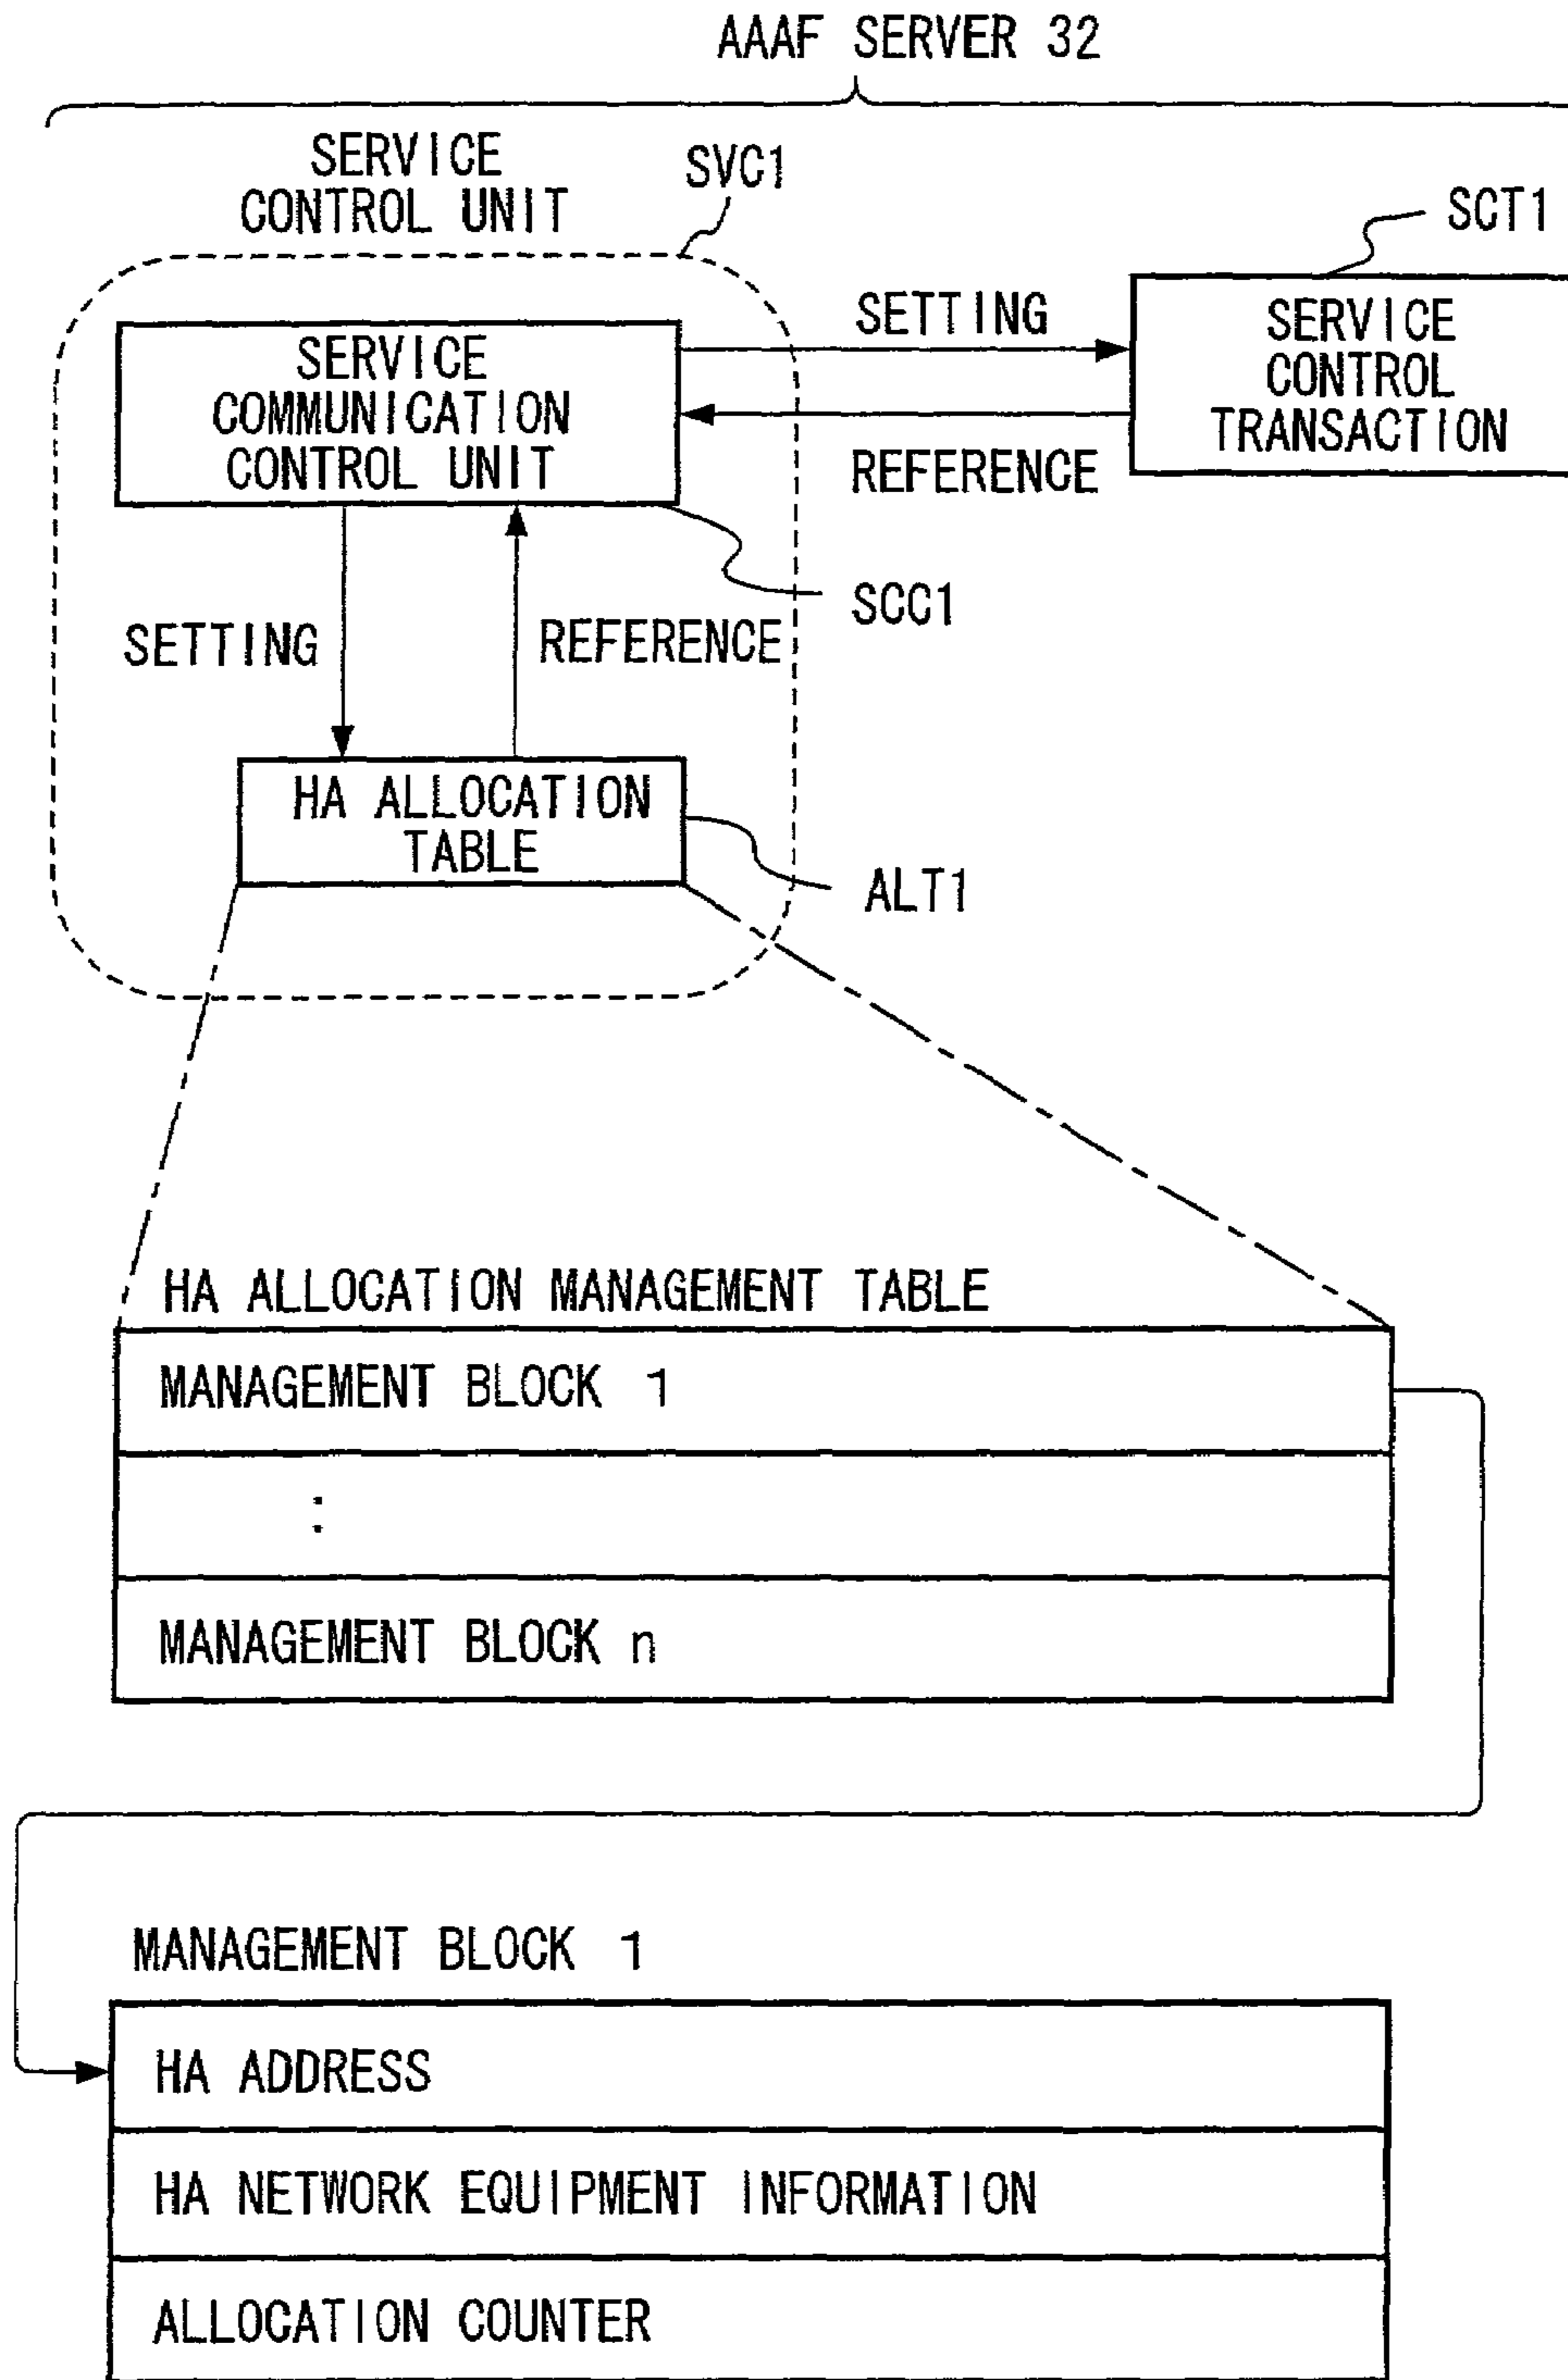 AAAF SERVER 32
SERVICE
CONTROL UNIT
SVC1
SCT1
SERVICE
COMMUNICATION
CONTROL UNIT
SETTING
REFERENCE
SERVICE
CONTROL
TRANSACTION
SCC1
SETTING
REFERENCE
HA ALLOCATION
TABLE
ALT1
HA ALLOCATION MANAGEMENT TABLE
MANAGEMENT BLOCK 1
:
MANAGEMENT BLOCK n
MANAGEMENT BLOCK 1
HA ADDRESS
HA NETWORK EQUIPMENT INFORMATION
ALLOCATION COUNTER